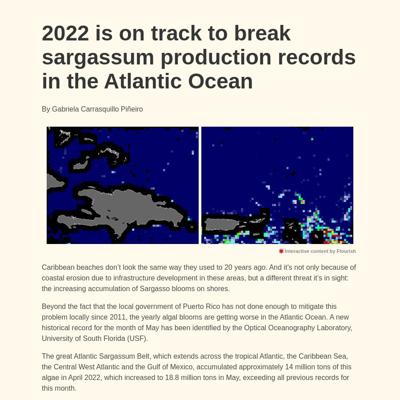 2022 is on track to break
sargassum production records
in the Atlantic Ocean
By Gabriela Carrasquillo Piñeiro
Interactive content by Flourish
Caribbean beaches don't look the same way they used to 20 years ago. And it's not only because of
coastal erosion due to infrastructure development in these areas, but a different threat it's in sight:
the increasing accumulation of Sargasso blooms on shores.
Beyond the fact that the local government of Puerto Rico has not done enough to mitigate this
problem locally since 2011, the yearly algal blooms are getting worse in the Atlantic Ocean. A new
historical record for the month of May has been identified by the Optical Oceanography Laboratory,
University of South Florida (USF).
The great Atlantic Sargassum Belt, which extends across the tropical Atlantic, the Caribbean Sea,
the Central West Atlantic and the Gulf of Mexico, accumulated approximately 14 million tons of this
algae in April 2022, which increased to 18.8 million tons in May, exceeding all previous records for
this month.